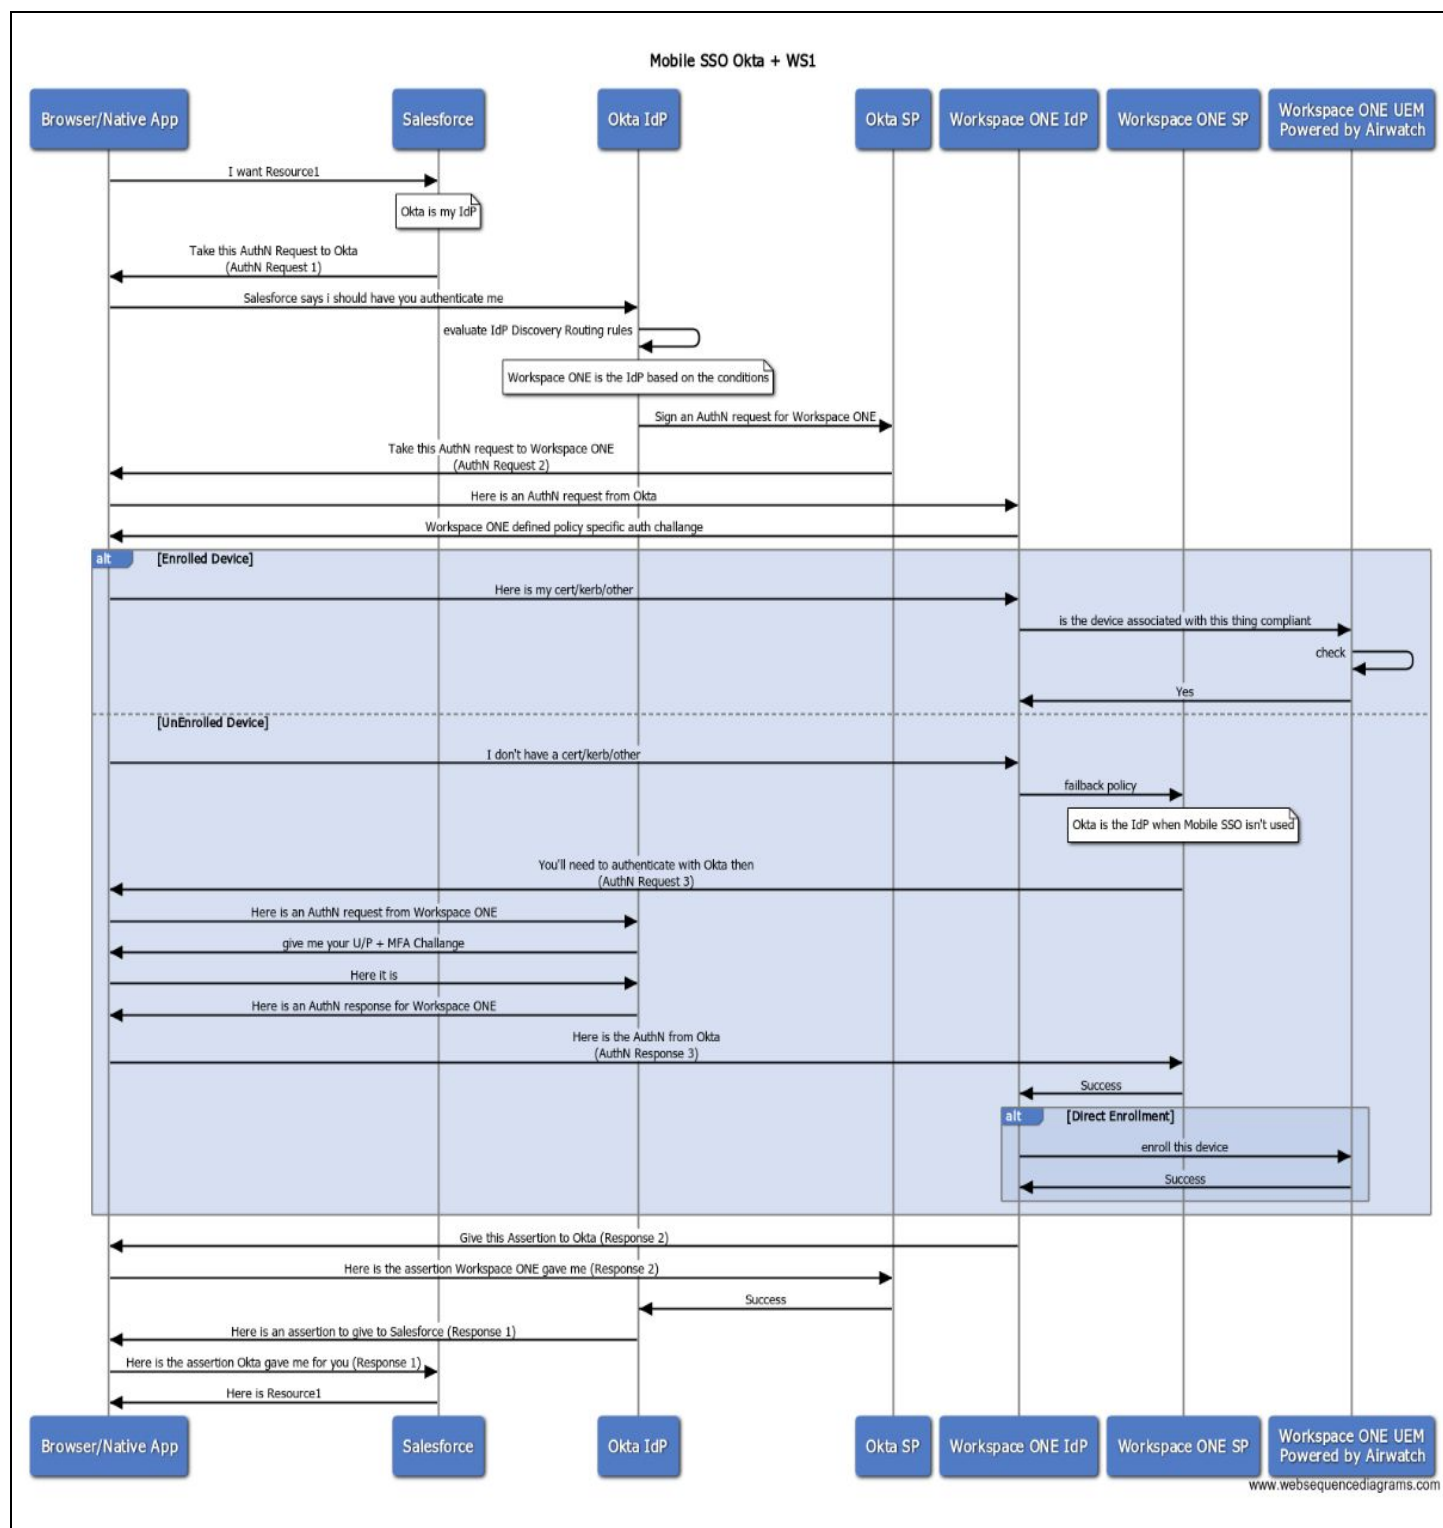 Mobile SSO Okta + WS1
Browser/Native App
Salesforce
Okta IdP
Okta SP
Workspace ONE IdP
Workspace ONE SP
Workspace ONE UEM
Powered by Airwatch
I want Resource1
Okta is my IdP
Take this AuthN Request to Okta
(AuthN Request 1)
Salesforce says i should have you authenticate me
evaluate IdP Discovery Routing rules
Workspace ONE is the IdP based on the conditions
Sign an AuthN request for Workspace ONE
Take this AuthN request to Workspace ONE
(AuthN Request 2)
Here is an AuthN request from Okta
Workspace ONE defined policy specific auth challange
alt
[Enrolled Device]
Here is my cert/kerb/other
is the device associated with this thing compliant
check
Yes
[UnEnrolled Device]
I don't have a cert/kerb/other
failback policy
Okta is the IdP when Mobile SSO isn't used
You'll need to authenticate with Okta then
(AuthN Request 3)
Here is an AuthN request from Workspace ONE
give me your U/P + MFA Challange
Here it is
Here is an AuthN response for Workspace ONE
Here is the AuthN from Okta
(AuthN Response 3)
Success
alt
[Direct Enrollment]
enroll this device
Success
Give this Assertion to Okta (Response 2)
Here is the assertion Workspace ONE gave me (Response 2)
Success
Here is an assertion to give to Salesforce (Response 1)
Here is the assertion Okta gave me for you (Response 1)
Here is Resource1
Browser/Native App
Salesforce
Okta IdP
Okta SP
Workspace ONE IdP
Workspace ONE SP
Workspace ONE UEM
Powered by Airwatch
www.websequencediagrams.com